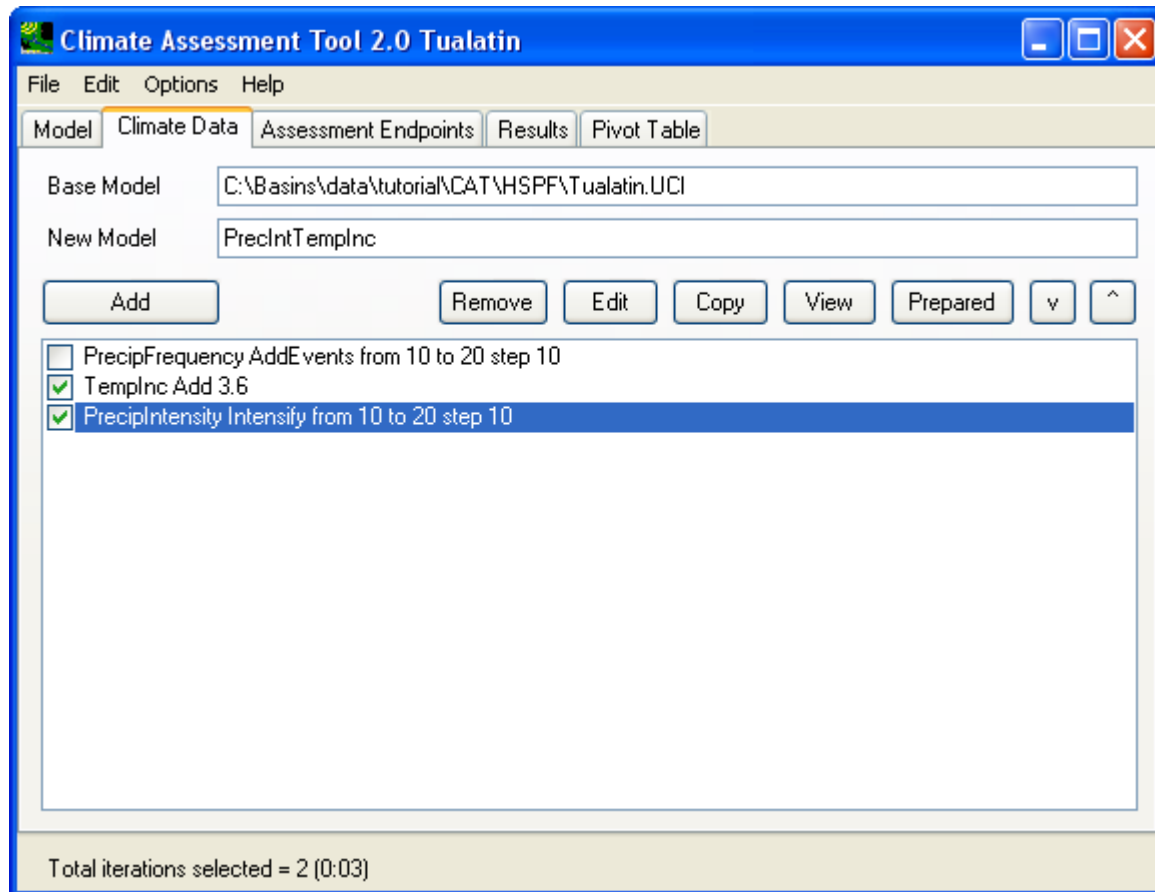 Climate Assessment Tool 2.0 Tualatin
File Edit Options Help
Model Climate Data Assessment Endpoints Results Pivot Table
Base Model C:\Basins\data\tutorial\CAT\HSPF\Tualatin.UCI
New Model PrecIntTempInc
Add Remove Edit Copy View Prepared v ^
PrecipFrequency AddEvents from 10 to 20 step 10
TempInc Add 3.6
PrecipIntensity Intensify from 10 to 20 step 10
Total iterations selected = 2 (0:03)